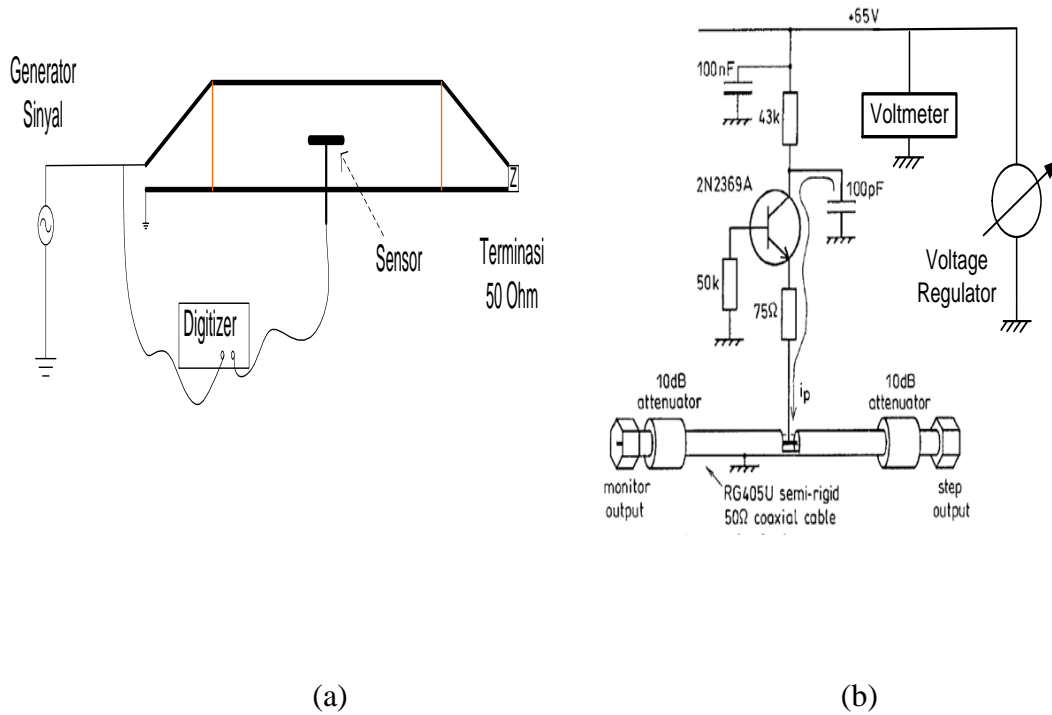 Generator
Sinyal
Digitizer
Sensor
Z
Terminasi
50 Ohm
+65V
100nF
43k
Voltmeter
2N2369A
100pF
50k
75Ω
Voltage
Regulator
ip
10dB
attenuator
10dB
attenuator
monitor
output
RG405U semi-rigid
50Ω coaxial cable
step
output
(a)
(b)